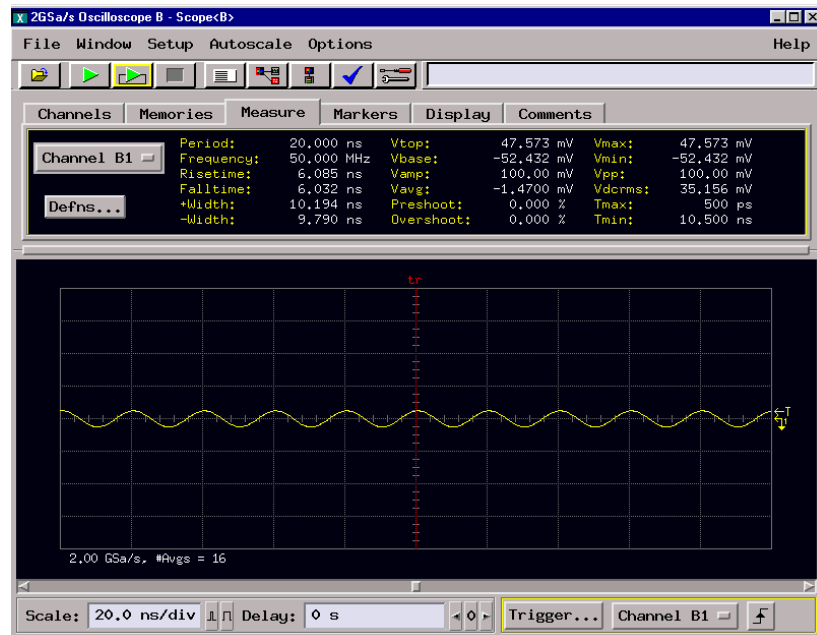 2GSa/s Oscilloscope B - Scope<B>
File Window Setup Autoscale Options Help
Channels Memories Measure Markers Display Comments
Channel B1
Defns...
Period: 20.000 ns Vtop: 47.573 mV Vmax: 47.573 mV
Frequency: 50.000 MHz Vbase: -52.432 mV Vmin: -52.432 mV
Risetime: 6.085 ns Vamp: 100.00 mV Vpp: 100.00 mV
Falltime: 6.032 ns Vavg: -1.4700 mV Vdcrms: 35.156 mV
+Width: 10.194 ns Preshoot: 0.000 % Tmax: 500 ps
-Width: 9.790 ns Overshoot: 0.000 % Tmin: 10.500 ns
tr
T
1
2.00 GSa/s, #Avgs = 16
Scale: 20.0 ns/div Delay: 0 s 0 Trigger... Channel B1